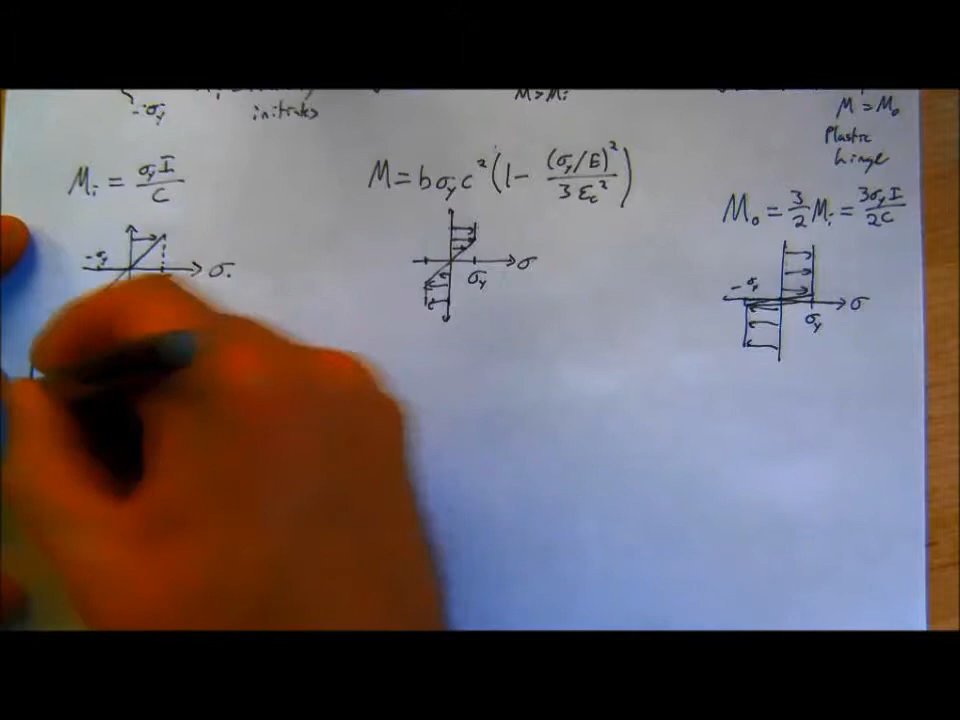 -σy
initiates
M > Mi
M = Mo
Plastic
hinge
Mi = σyI/C
M = bσyc²(1 - (σy/E)²/3εc²)
Mo = 3/2 Mi = 3σyI/2C
-σy
σ
σ
σy
-σy
σ
σy